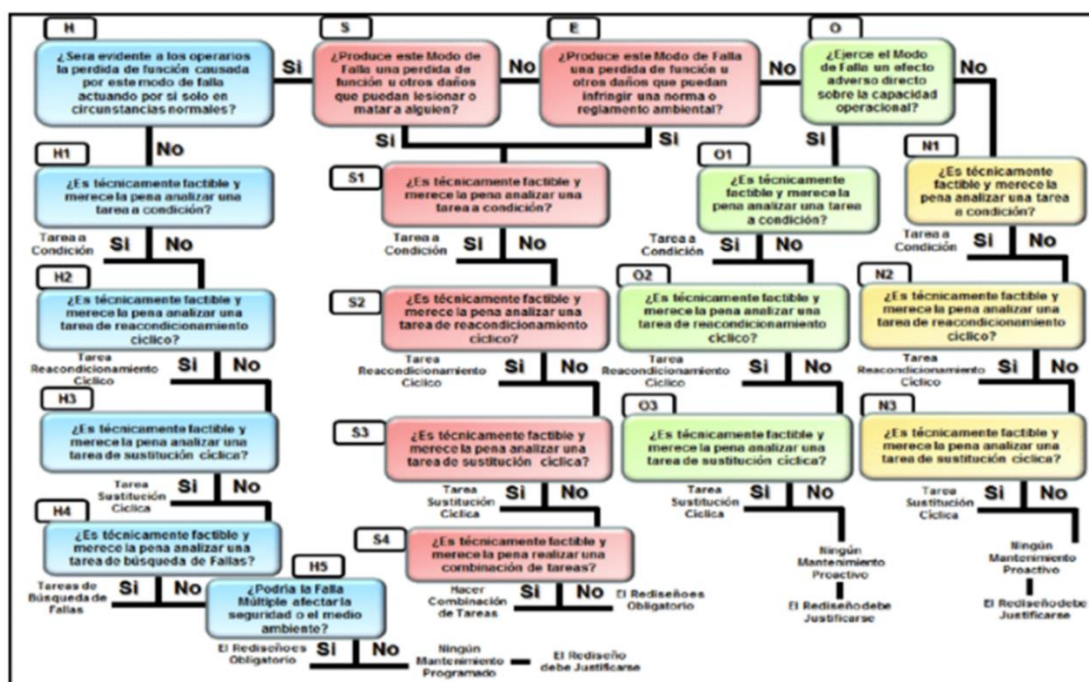 H
¿Sera evidente a los operarios
la perdida de función causada
por este modo de falla
actuando por si solo en
circunstancias normales?
Si
No
S
¿Produce este Modo de
Falla una perdida de
función u otros daños
que puedan lesionar o
matar a alguien?
No
Si
E
¿Produce este Modo de Falla
una perdida de función u
otros daños que puedan
infringir una norma o
reglamento ambiental?
No
Si
O
¿Ejerce el Modo
de Falla un efecto
adverso directo
sobre la capacidad
operacional?
No
Si
H1
¿Es técnicamente factible y
merece la pena analizar una
tarea a condición?
Tarea a
Condición
Si
No
H2
¿Es técnicamente factible y
merece la pena analizar una
tarea de reacondicionamiento
cíclico?
Tarea
Reacondicionamiento
Cíclico
Si
No
H3
¿Es técnicamente factible y
merece la pena analizar una
tarea de sustitución cíclica?
Tarea
Sustitución
Cíclica
Si
No
H4
¿Es técnicamente factible y
merece la pena analizar una
tarea de búsqueda de Fallas?
Tareas de
Búsqueda de
Fallas
Si
No
H5
¿Podría la Falla
Múltiple afectar la
seguridad o el medio
ambiente?
El Rediseño es
Obligatorio
Si
No
Ningún
Mantenimiento
Programado
El Rediseño
debe Justificarse
S1
¿Es técnicamente factible y
merece la pena analizar una
tarea a condición?
Tarea a
Condición
Si
No
S2
¿Es técnicamente factible y
merece la pena analizar una
tarea de reacondicionamiento
cíclico?
Tarea
Reacondicionamiento
Cíclico
Si
No
S3
¿Es técnicamente factible y
merece la pena analizar una
tarea de sustitución cíclica?
Tarea
Sustitución
Cíclica
Si
No
S4
¿Es técnicamente factible y
merece la pena realizar una
combinación de tareas?
Hacer
Combinación
de Tareas
Si
No
El Rediseño es
Obligatorio
O1
¿Es técnicamente
factible y merece la
pena analizar una tarea
a condición?
Tarea a
Condición
Si
No
O2
¿Es técnicamente factible y
merece la pena analizar una
tarea de reacondicionamiento
cíclico?
Tarea
Reacondicionamiento
Cíclico
Si
No
O3
¿Es técnicamente factible y
merece la pena analizar una
tarea de sustitución cíclica?
Tarea
Sustitución
Cíclica
Si
No
Ningún
Mantenimiento
Proactivo
El Rediseño debe
Justificarse
N1
¿Es técnicamente
factible y merece la
pena analizar una tarea
a condición?
Tarea a
Condición
Si
No
N2
¿Es técnicamente factible y
merece la pena analizar una
tarea de reacondicionamiento
cíclico?
Tarea
Reacondicionamiento
Cíclico
Si
No
N3
¿Es técnicamente factible y
merece la pena analizar una
tarea de sustitución cíclica?
Tarea
Sustitución
Cíclica
Si
No
Ningún
Mantenimiento
Proactivo
El Rediseño debe
Justificarse